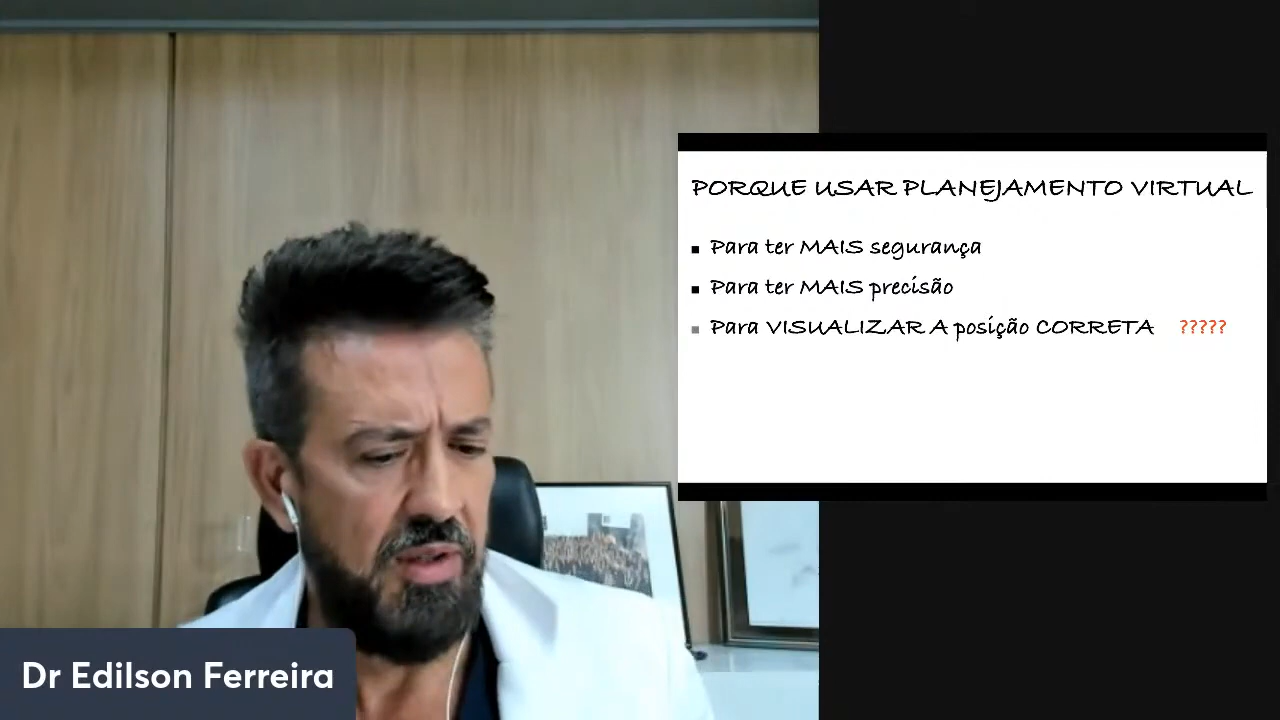 PORQUE USAR PLANEJAMENTO VIRTUAL
▪ Para ter MAIS segurança
▪ Para ter MAIS precisão
▪ Para VISUALIZAR A posição CORRETA ?????
Dr Edilson Ferreira